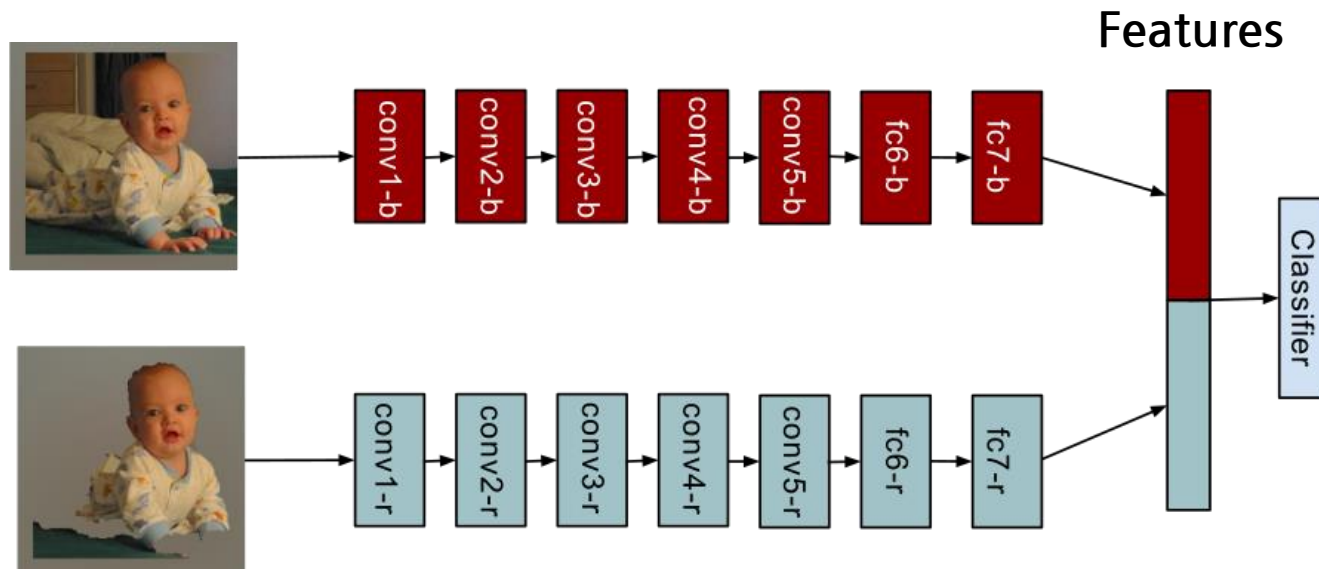 Features
conv1-b
conv2-b
conv3-b
conv4-b
conv5-b
fc6-b
fc7-b
Classifier
conv1-r
conv2-r
conv3-r
conv4-r
conv5-r
fc6-r
fc7-r